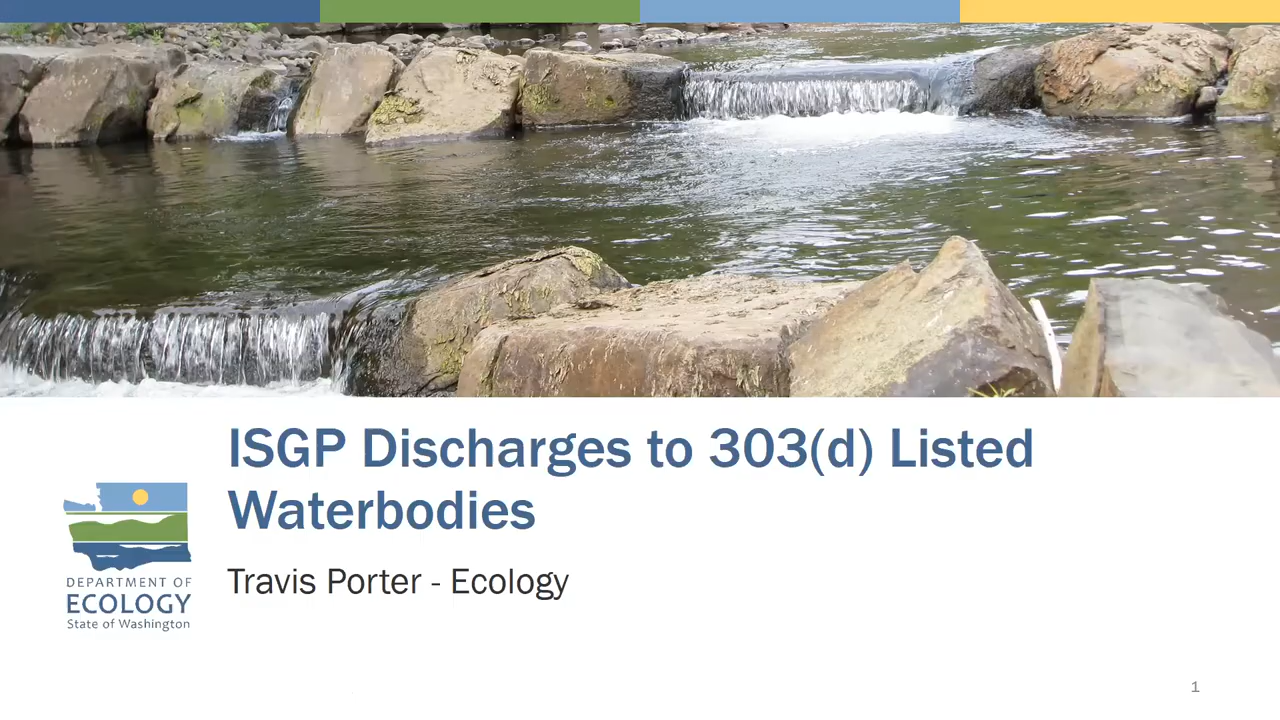 ISGP Discharges to 303(d) Listed
Waterbodies
Travis Porter - Ecology
DEPARTMENT OF
ECOLOGY
State of Washington
1